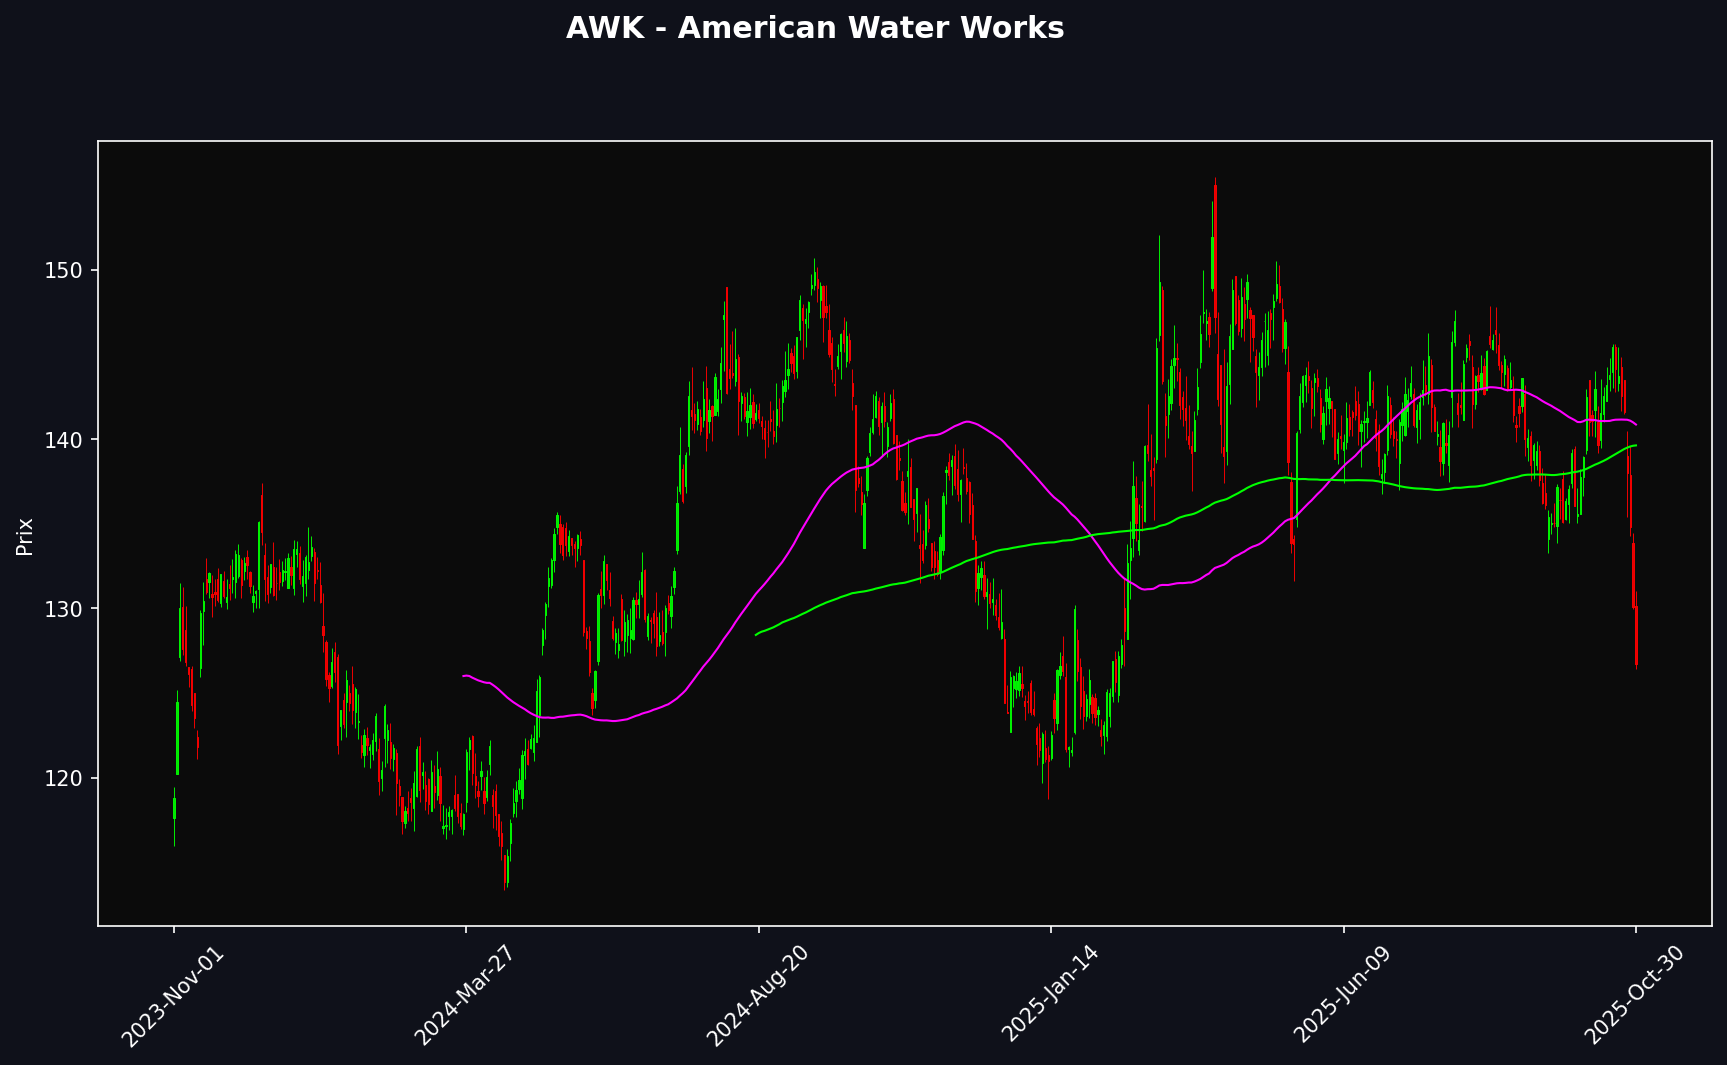 AWK - American Water Works
Prix
150
140
130
120
2023-Nov-01
2024-Mar-27
2024-Aug-20
2025-Jan-14
2025-Jun-09
2025-Oct-30